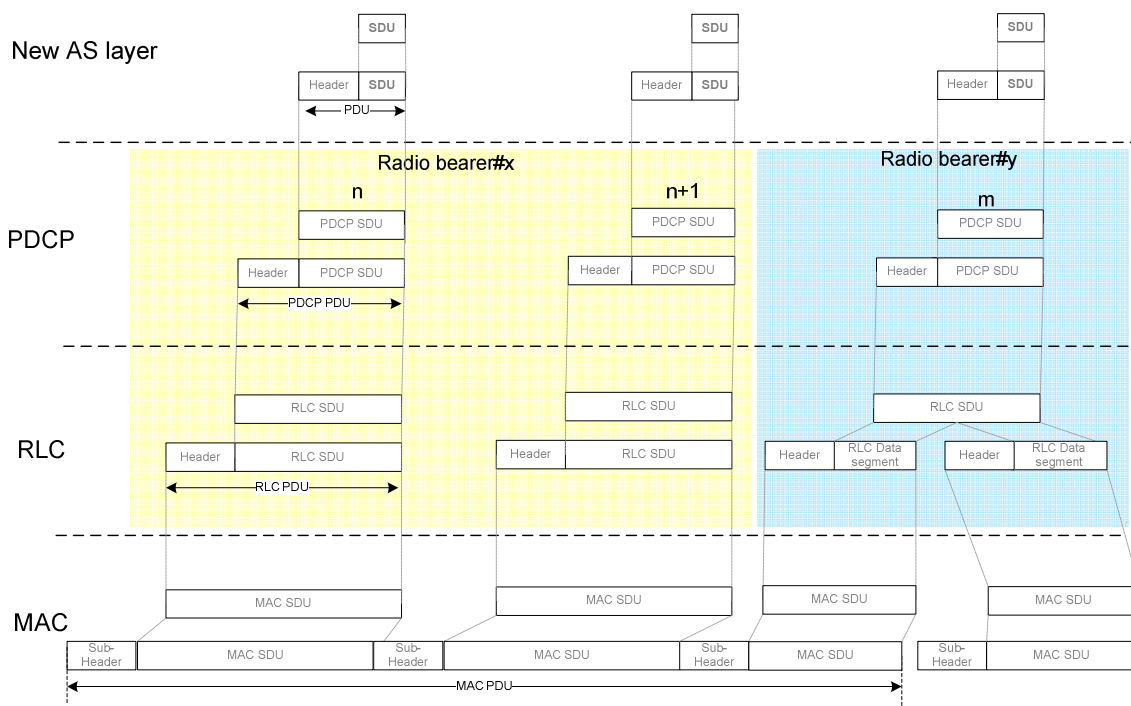 SDU
SDU
SDU
New AS layer
Header
SDU
Header
SDU
Header
SDU
PDU
Radio bearer#x
Radio bearer#y
n
n+1
m
PDCP SDU
PDCP SDU
PDCP SDU
PDCP
Header
PDCP SDU
Header
PDCP SDU
Header
PDCP SDU
PDCP PDU
RLC SDU
RLC SDU
RLC SDU
RLC
Header
RLC SDU
Header
RLC SDU
Header
RLC Data
segment
Header
RLC Data
segment
RLC PDU
MAC SDU
MAC SDU
MAC SDU
MAC SDU
MAC
Sub-
Header
MAC SDU
Sub-
Header
MAC SDU
Sub-
Header
MAC SDU
Sub-
Header
MAC SDU
MAC PDU